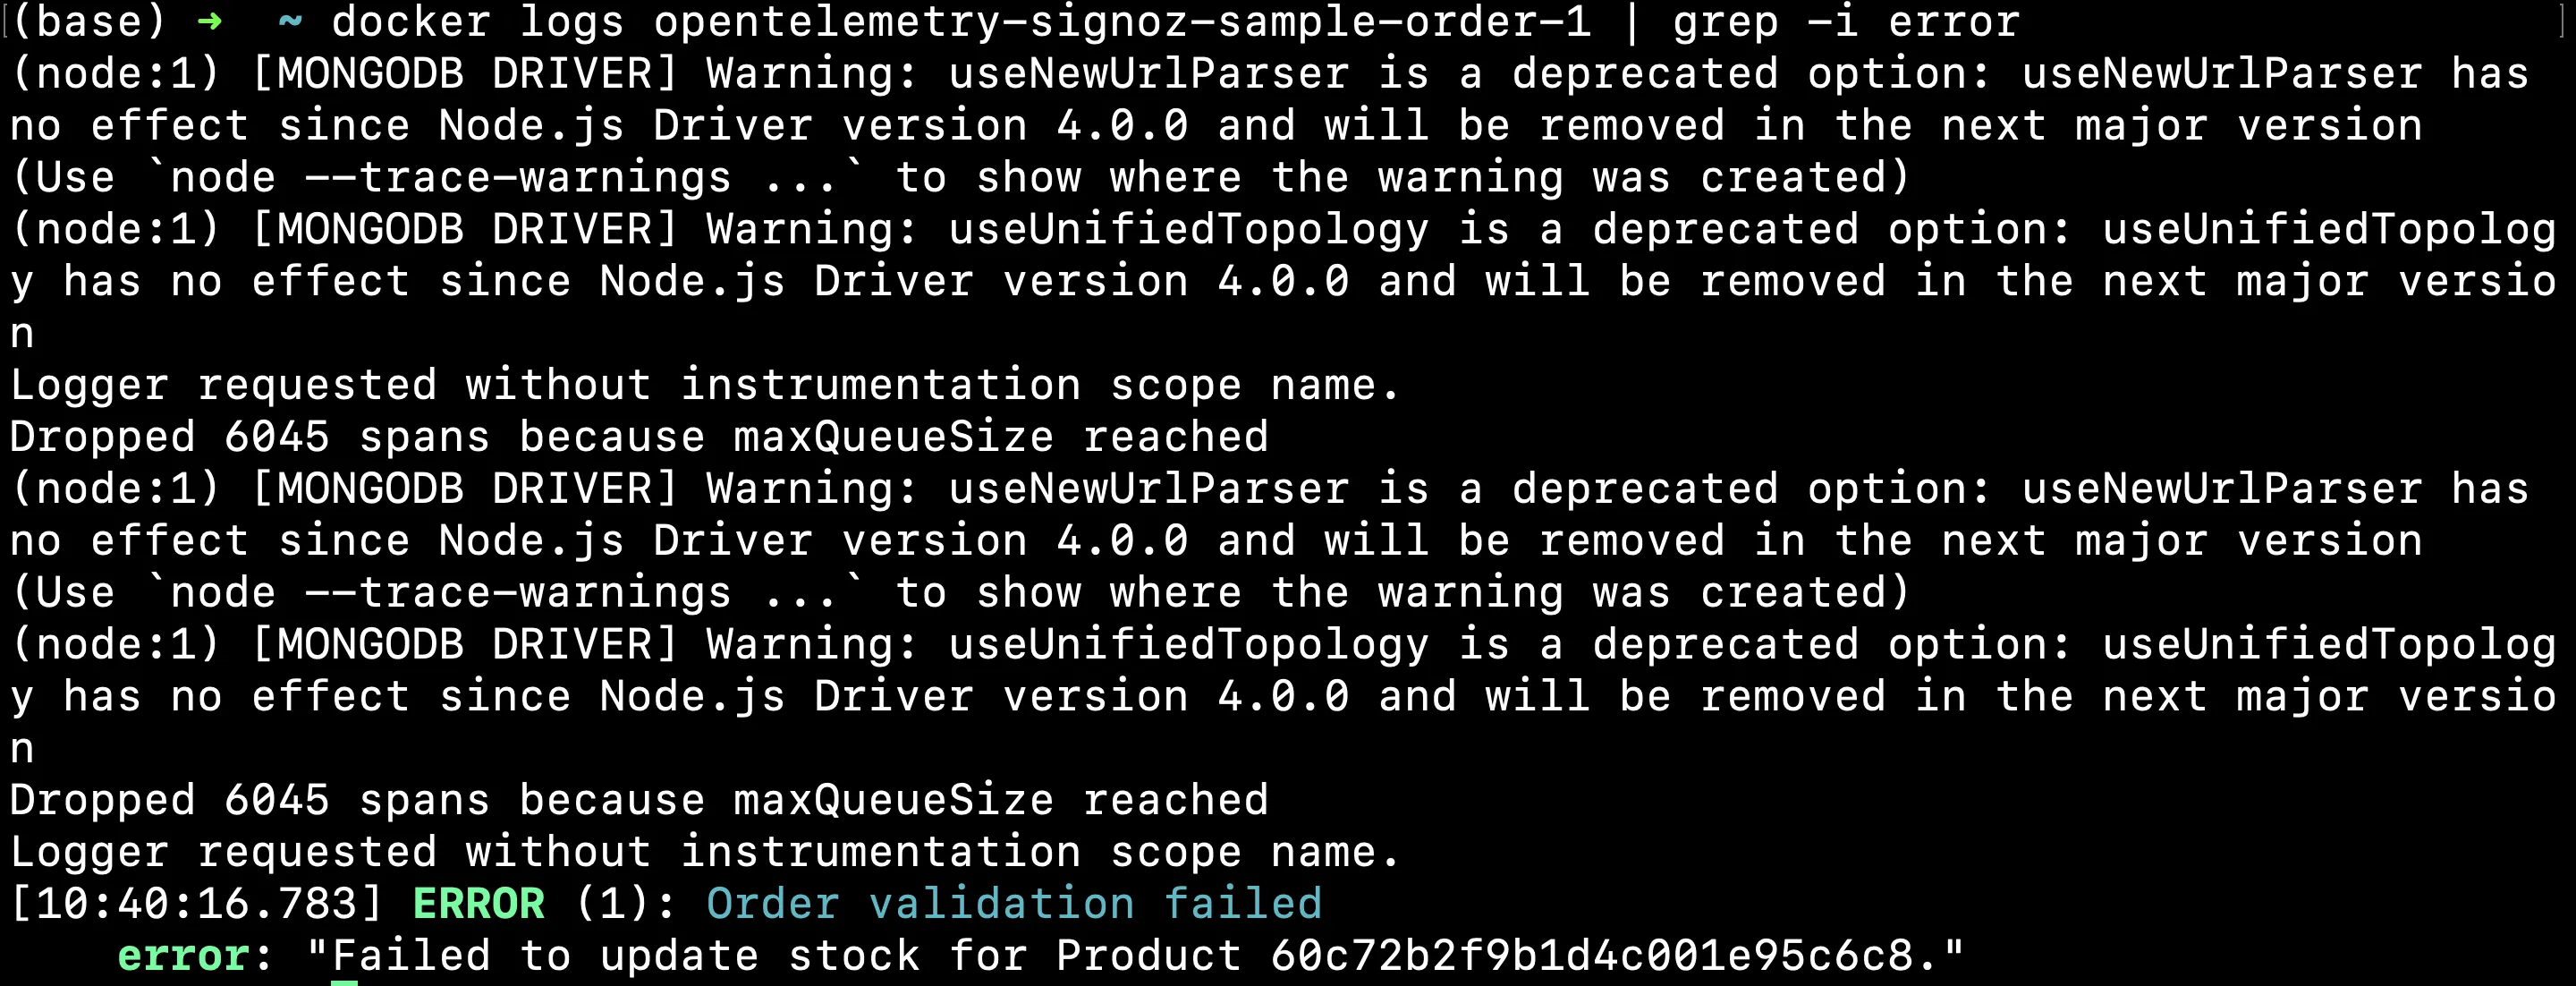 (base) ➜  ~ docker logs opentelemetry-signoz-sample-order-1 | grep -i error
(node:1) [MONGODB DRIVER] Warning: useNewUrlParser is a deprecated option: useNewUrlParser has
no effect since Node.js Driver version 4.0.0 and will be removed in the next major version
(Use `node --trace-warnings ...` to show where the warning was created)
(node:1) [MONGODB DRIVER] Warning: useUnifiedTopology is a deprecated option: useUnifiedTopolog
y has no effect since Node.js Driver version 4.0.0 and will be removed in the next major versio
n
Logger requested without instrumentation scope name.
Dropped 6045 spans because maxQueueSize reached
(node:1) [MONGODB DRIVER] Warning: useNewUrlParser is a deprecated option: useNewUrlParser has
no effect since Node.js Driver version 4.0.0 and will be removed in the next major version
(Use `node --trace-warnings ...` to show where the warning was created)
(node:1) [MONGODB DRIVER] Warning: useUnifiedTopology is a deprecated option: useUnifiedTopolog
y has no effect since Node.js Driver version 4.0.0 and will be removed in the next major versio
n
Dropped 6045 spans because maxQueueSize reached
Logger requested without instrumentation scope name.
[10:40:16.783] ERROR (1): Order validation failed
    error: "Failed to update stock for Product 60c72b2f9b1d4c001e95c6c8."